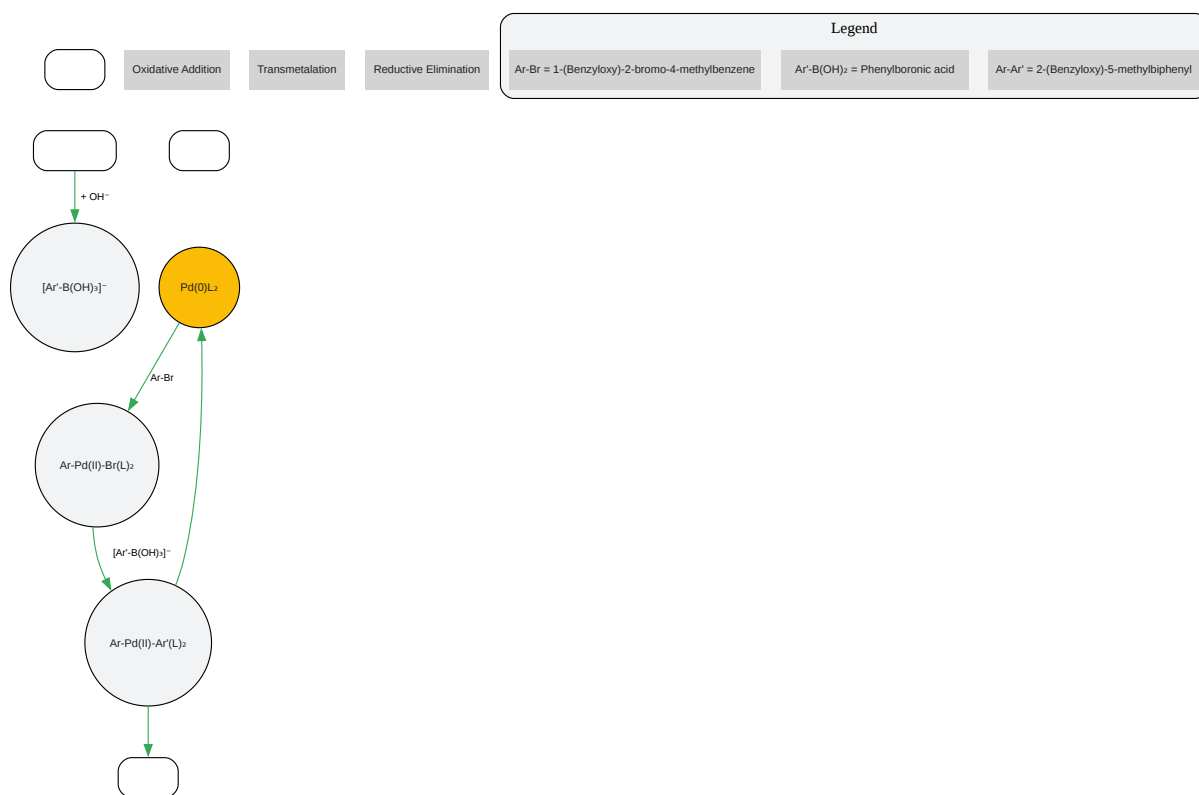 Legend
Oxidative Addition
Transmetalation
Reductive Elimination
Ar-Br = 1-(Benzyloxy)-2-bromo-4-methylbenzene
Ar'-B(OH)₂ = Phenylboronic acid
Ar-Ar' = 2-(Benzyloxy)-5-methylbiphenyl
+ OH⁻
[Ar'-B(OH)₃]⁻
Pd(0)L₂
Ar-Br
Ar-Pd(II)-Br(L)₂
[Ar'-B(OH)₃]⁻
Ar-Pd(II)-Ar'(L)₂